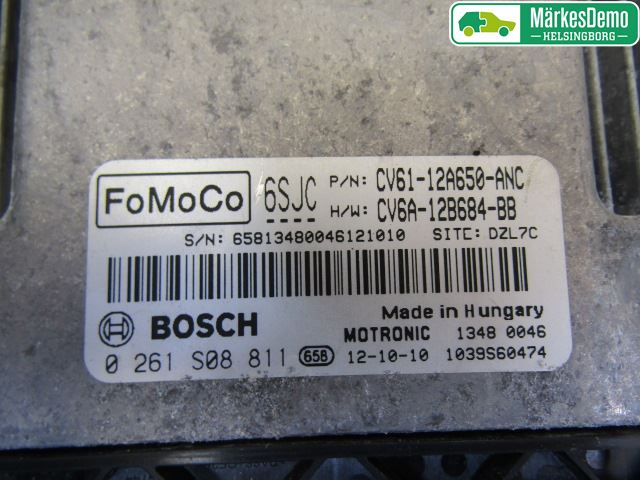 MärkesDemo
HELSINGBORG
FoMoCo 6SJC P/N: CV61-12A650-ANC
H/W: CV6A-12B684-BB
S/N: 65813480046121010 SITE: DZL7C
Made in Hungary
BOSCH MOTRONIC 1348 0046
0 261 S08 811 658 12-10-10 1039S60474